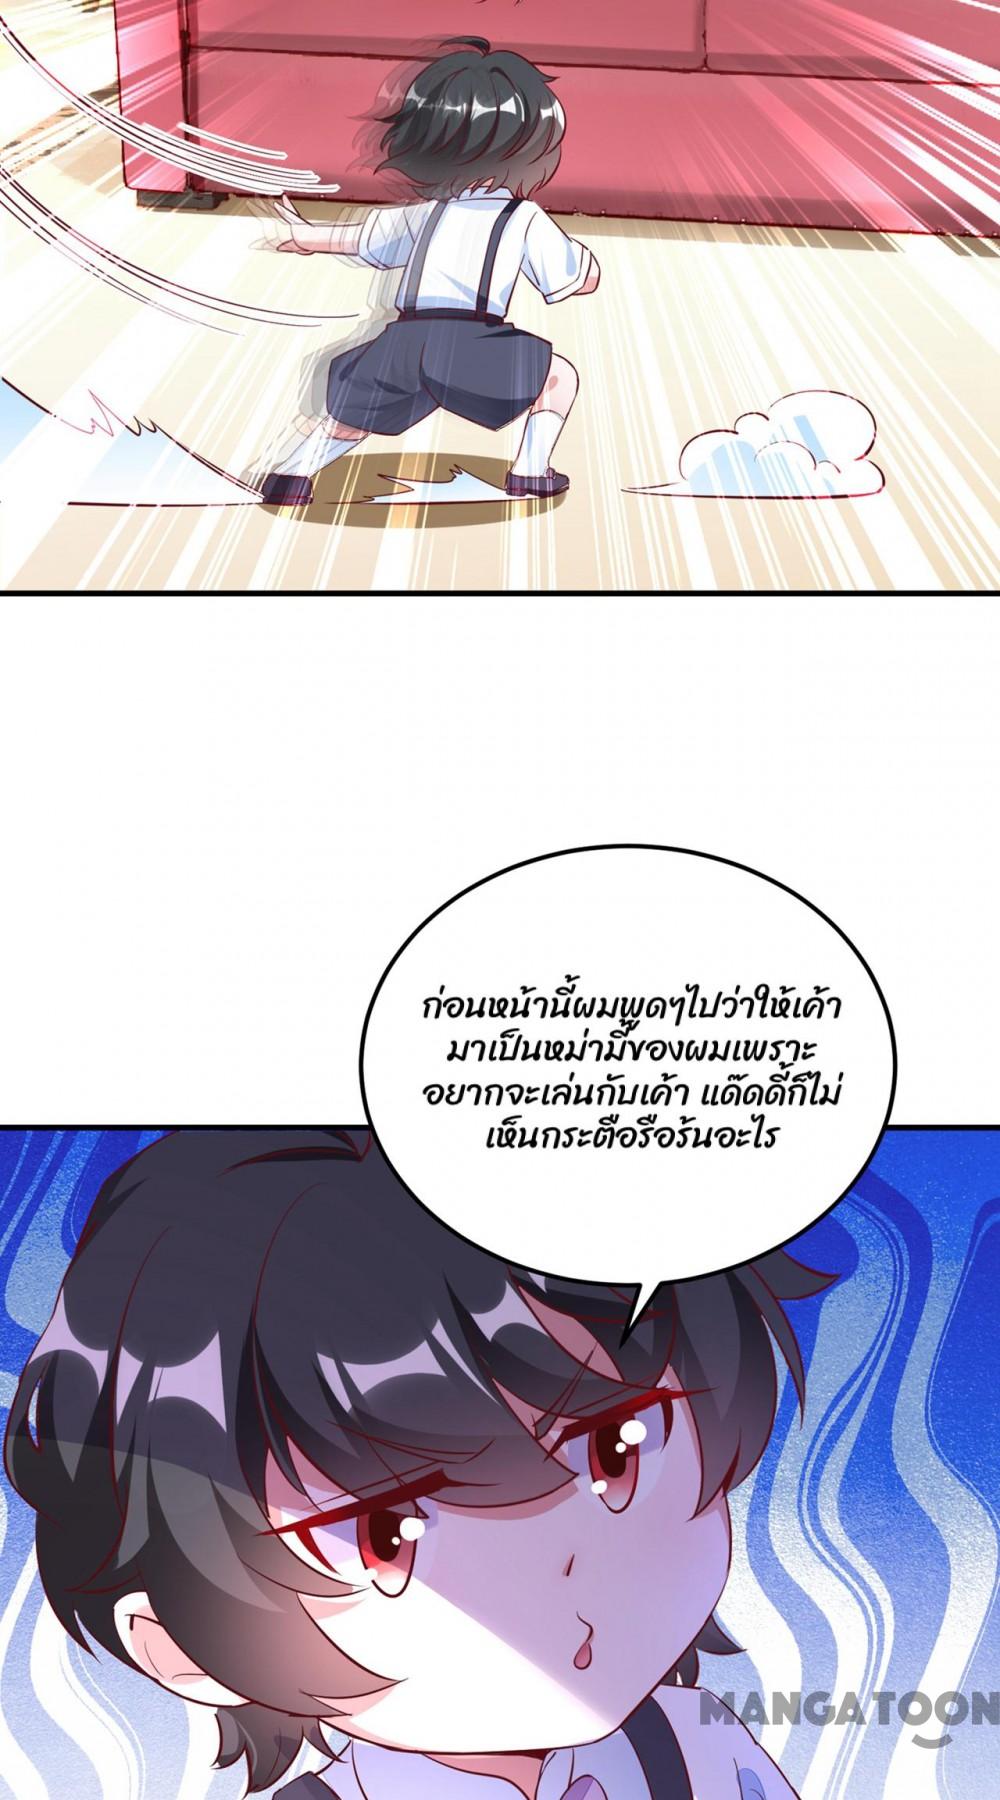 ก่อนหน้านี้ผมพูดๆไปว่าให้เค้า
มาเป็นหม่ามี้ของผมเพราะ
อยากจะเล่นกับเค้า แด๊ดดี้ก็ไม่
เห็นกระตือรือร้นอะไร
MANGATOON